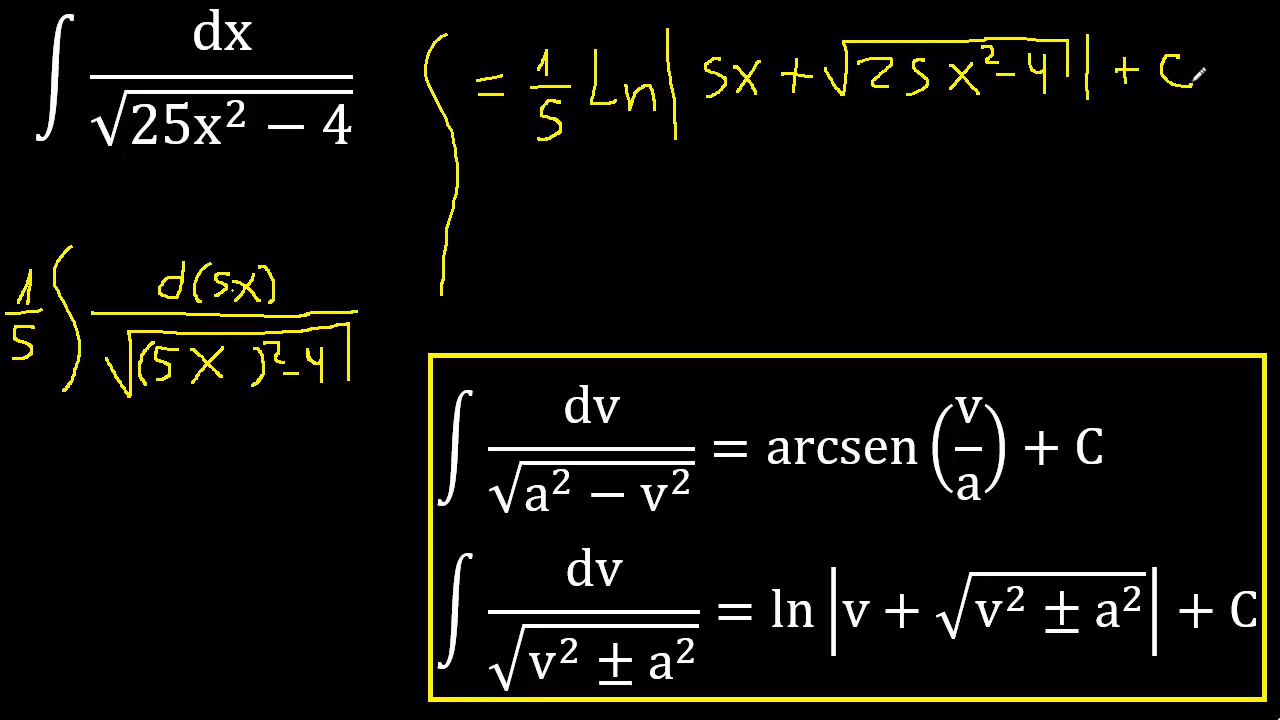 ∫ dx / √(25x² − 4)
= 1/5 Ln| 5x + √(25x² − 4) | + C
1/5 ∫ d(5x) / √((5x)² − 4)
∫ dv / √(a² − v²) = arcsen (v/a) + C
∫ dv / √(v² ± a²) = ln |v + √(v² ± a²)| + C